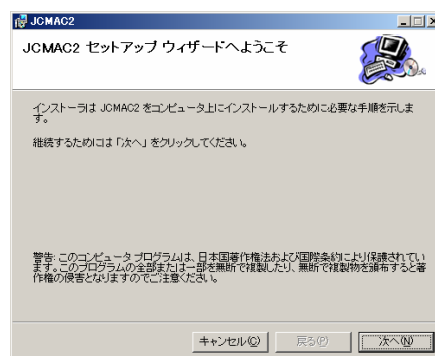 JCMAC2
JCMAC2 セットアップ ウィザードへようこそ
インストーラは JCMAC2 をコンピュータ上にインストールするために必要な手順を示しま
す。
継続するためには「次へ」をクリックしてください。
警告: このコンピュータ プログラムは、日本国著作権法および国際条約により保護されてい
ます。このプログラムの全部または一部を無断で複製したり、無断で複製物を頒布すると著
作権の侵害となりますのでご注意ください。
キャンセル(C) 戻る(P) 次へ(N)